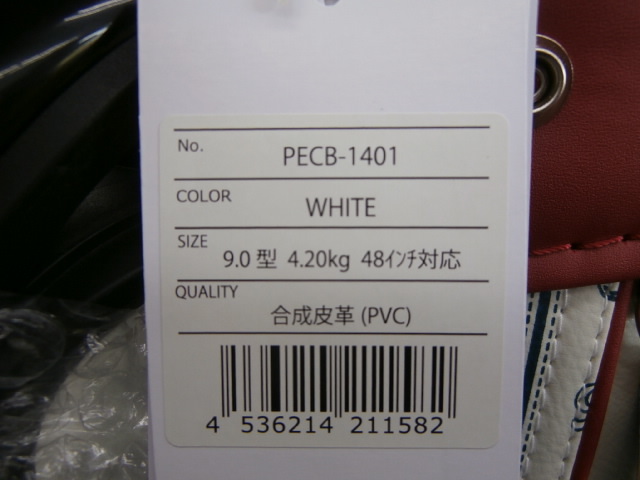 No.
PECB-1401
COLOR
WHITE
SIZE
9.0型 4.20kg 48インチ対応
QUALITY
合成皮革(PVC)
4 536214 211582